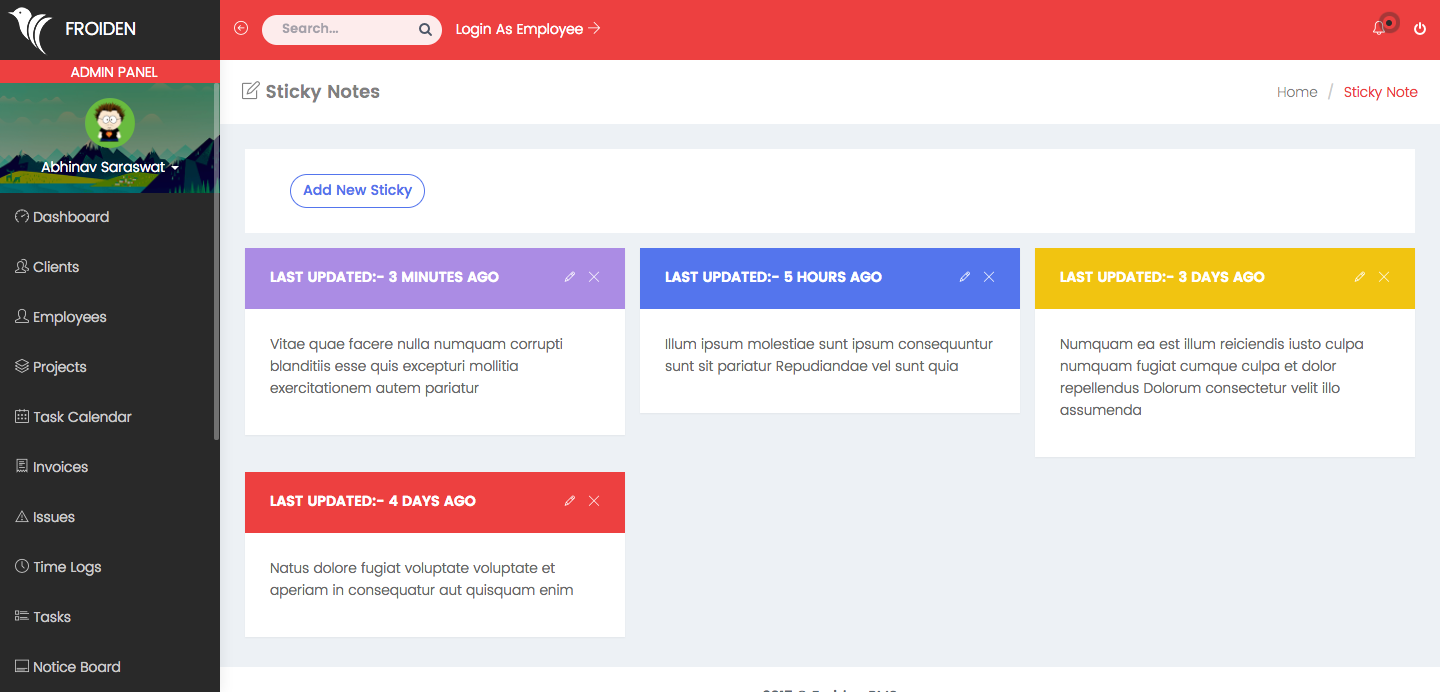 FROIDEN
Search...
Login As Employee
ADMIN PANEL
Abhinav Saraswat
Dashboard
Clients
Employees
Projects
Task Calendar
Invoices
Issues
Time Logs
Tasks
Notice Board
Sticky Notes
Home / Sticky Note
Add New Sticky
LAST UPDATED:- 3 MINUTES AGO
Vitae quae facere nulla numquam corrupti
blanditiis esse quis excepturi mollitia
exercitationem autem pariatur
LAST UPDATED:- 5 HOURS AGO
Illum ipsum molestiae sunt ipsum consequuntur
sunt sit pariatur Repudiandae vel sunt quia
LAST UPDATED:- 3 DAYS AGO
Numquam ea est illum reiciendis iusto culpa
numquam fugiat cumque culpa et dolor
repellendus Dolorum consectetur velit illo
assumenda
LAST UPDATED:- 4 DAYS AGO
Natus dolore fugiat voluptate voluptate et
aperiam in consequatur aut quisquam enim